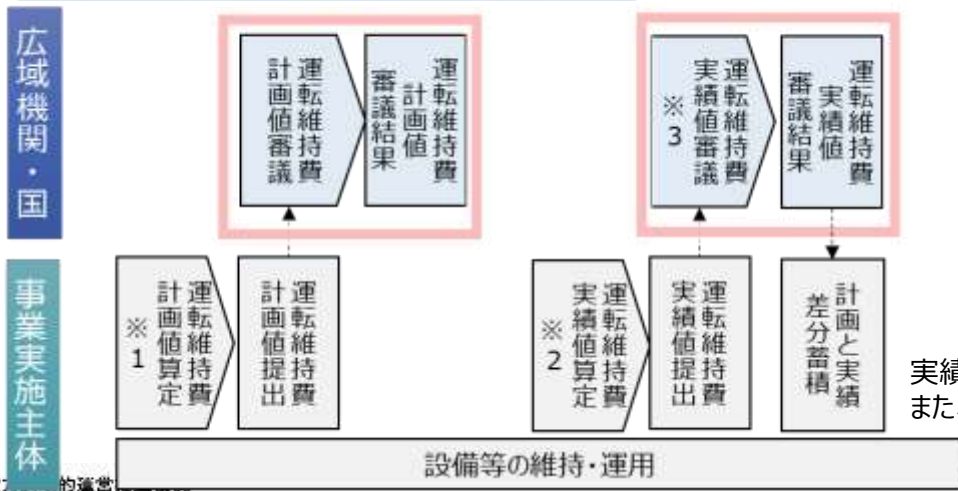 広域機関・国
運転維持費
計画値審議
運転維持費
計画値
審議結果
運転維持費
実績値審議
※3
運転維持費
実績値
審議結果
事業実施主体
運転維持費
計画値算定
※1
運転維持費
計画値提出
運転維持費
実績値算定
※2
運転維持費
実績値提出
計画と実績
差分蓄積
実績
また
設備等の維持・運用
的運営